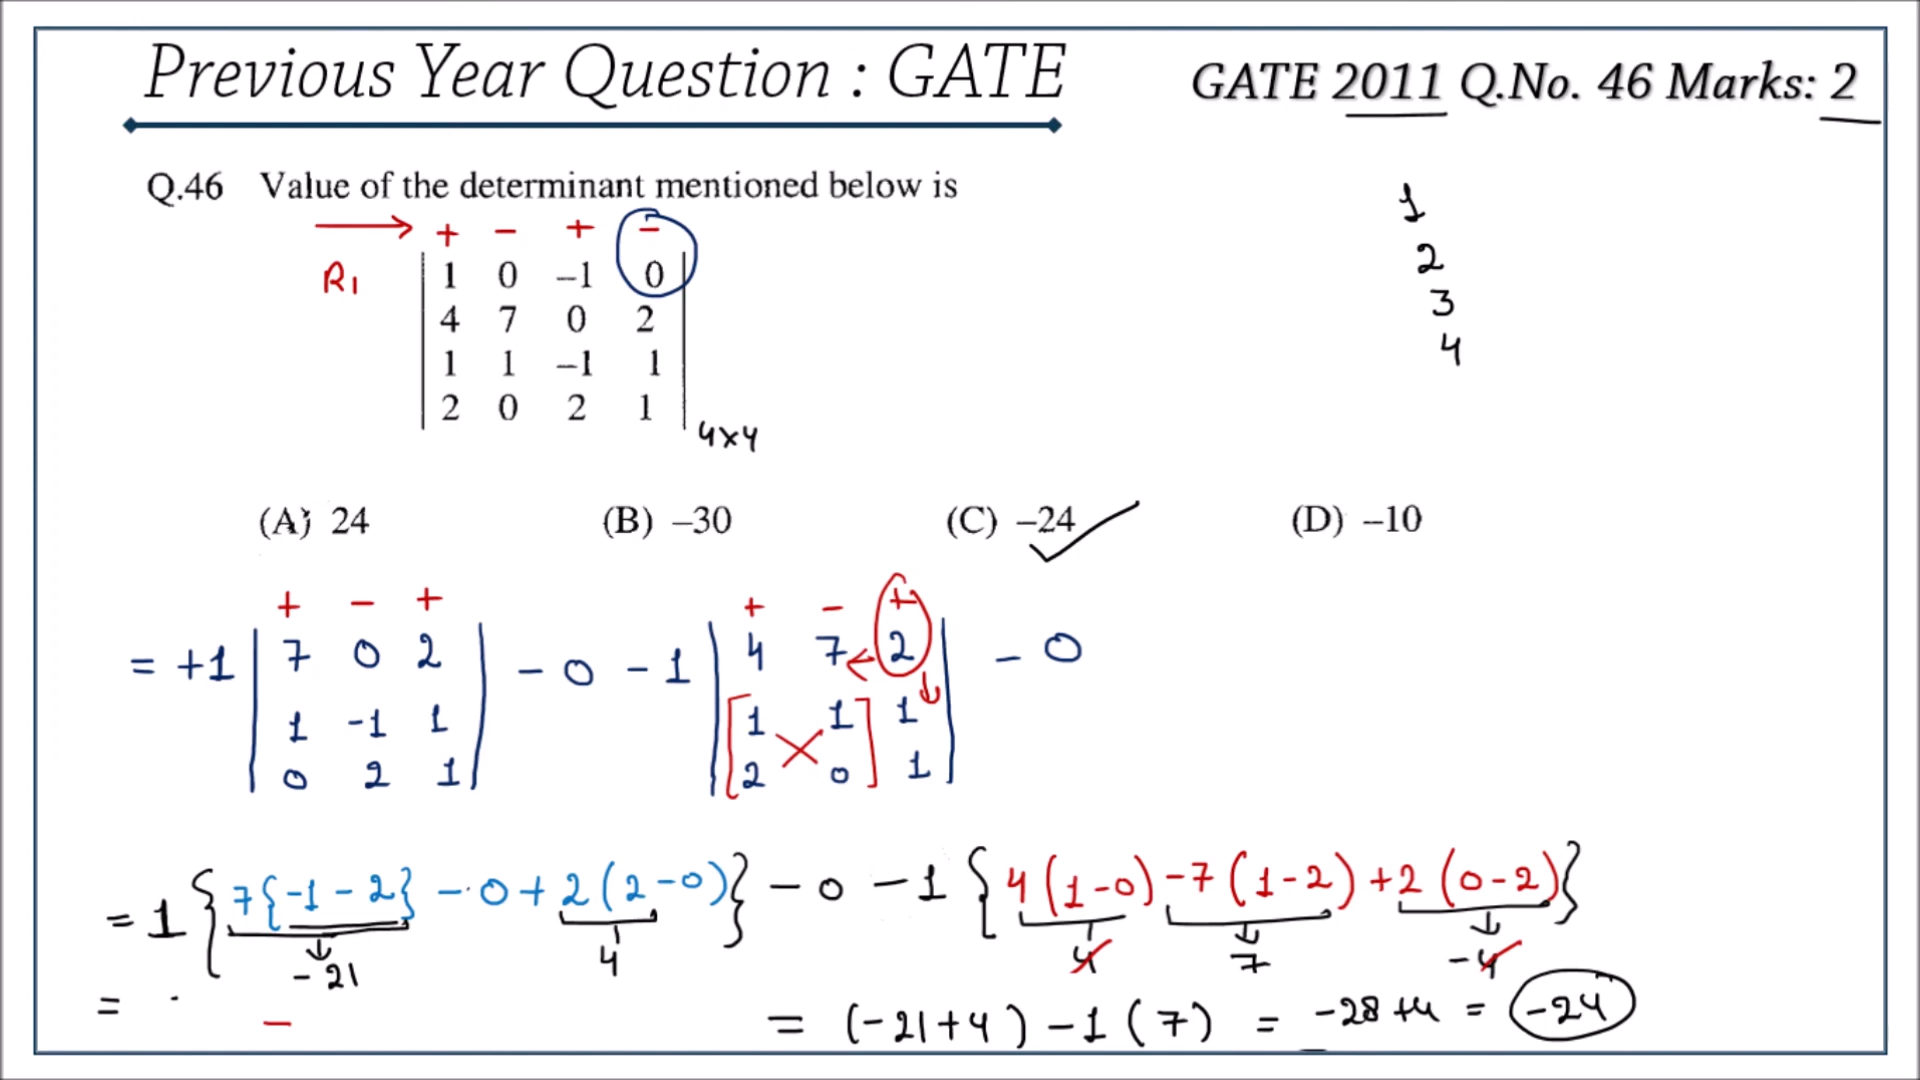 Previous Year Question : GATE
GATE 2011 Q.No. 46 Marks: 2
Q.46 Value of the determinant mentioned below is
+ − + −
R1
1 0 –1 0
4 7 0 2
1 1 –1 1
2 0 2 1
4x4
1
2
3
4
(A) 24 (B) –30 (C) –24 (D) –10
+ − + + − +
= +1 | 7 0 2 | − 0 − 1 | 4 7 2 | − 0
1 -1 1 1 1 1
0 2 1 2 0 1
= 1 { 7{-1-2} - 0 + 2(2-0) } - 0 - 1 { 4(1-0) -7(1-2) +2(0-2) }
-21 4 4 7 -4
=
= (-21+4) -1(7) = -28+4 = -24